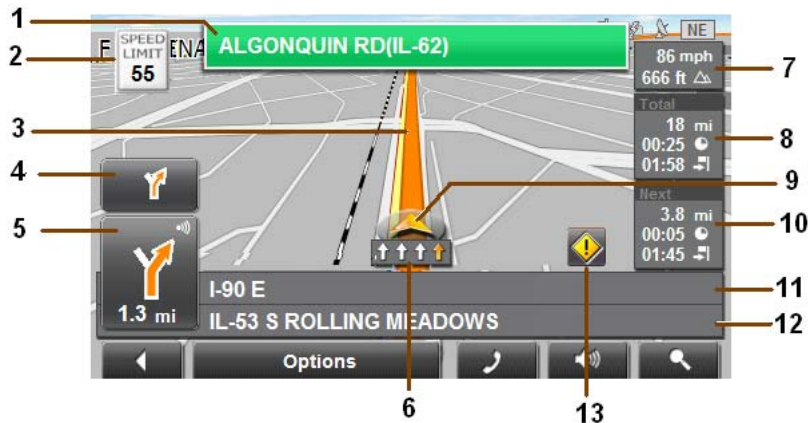 1
ALGONQUIN RD(IL-62)
NE
2
SPEED
LIMIT
55
F
ENA
86 mph
666 ft
7
3
Total
18 mi
00:25
01:58
8
4
9
5
Next
3.8 mi
00:05
01:45
10
1.3 mi
I-90 E
11
IL-53 S ROLLING MEADOWS
12
Options
6
13